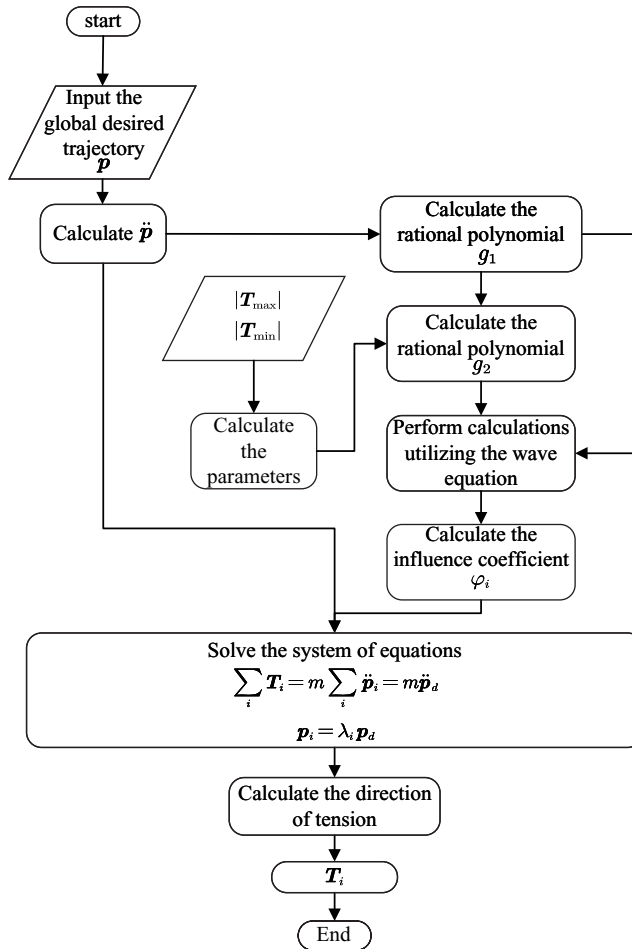 start
Input the
global desired
trajectory
p
Calculate p̈
Calculate the
rational polynomial
g₁
|Tₘₐₓ|
|Tₘᵢₙ|
Calculate the
rational polynomial
g₂
Calculate
the
parameters
Perform calculations
utilizing the wave
equation
Calculate the
influence coefficient
φᵢ
Solve the system of equations
∑ᵢ Tᵢ = m ∑ᵢ p̈ᵢ = mp̈_d
pᵢ = λᵢ p_d
Calculate the direction
of tension
Tᵢ
End